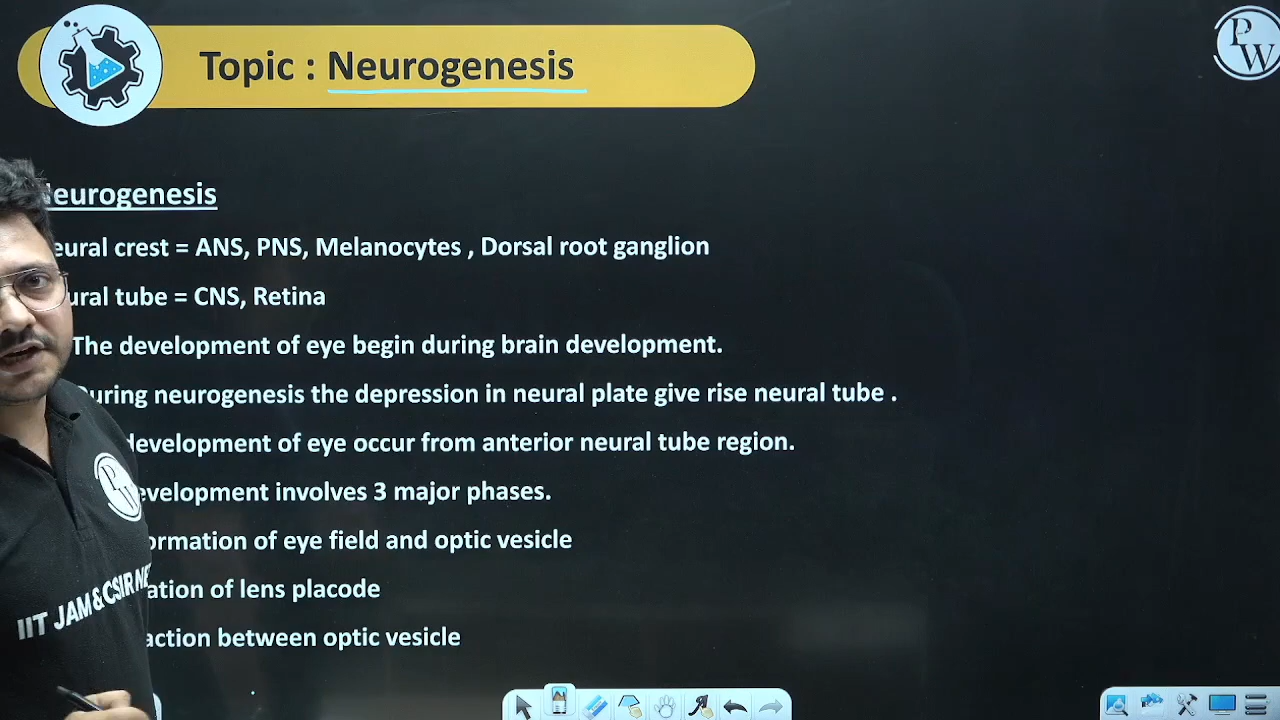 Topic : Neurogenesis
PW
eurogenesis
eural crest = ANS, PNS, Melanocytes , Dorsal root ganglion
ural tube = CNS, Retina
The development of eye begin during brain development.
uring neurogenesis the depression in neural plate give rise neural tube .
development of eye occur from anterior neural tube region.
evelopment involves 3 major phases.
ormation of eye field and optic vesicle
ation of lens placode
action between optic vesicle
PW
IIT JAM & CSIR NET